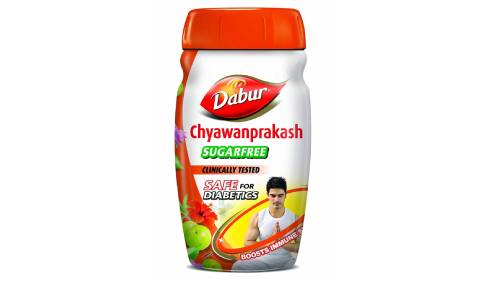 Dabur
Chyawanprakash
SUGARFREE
CLINICALLY TESTED
SAFE FOR
DIABETICS
BOOSTS IMMUNE